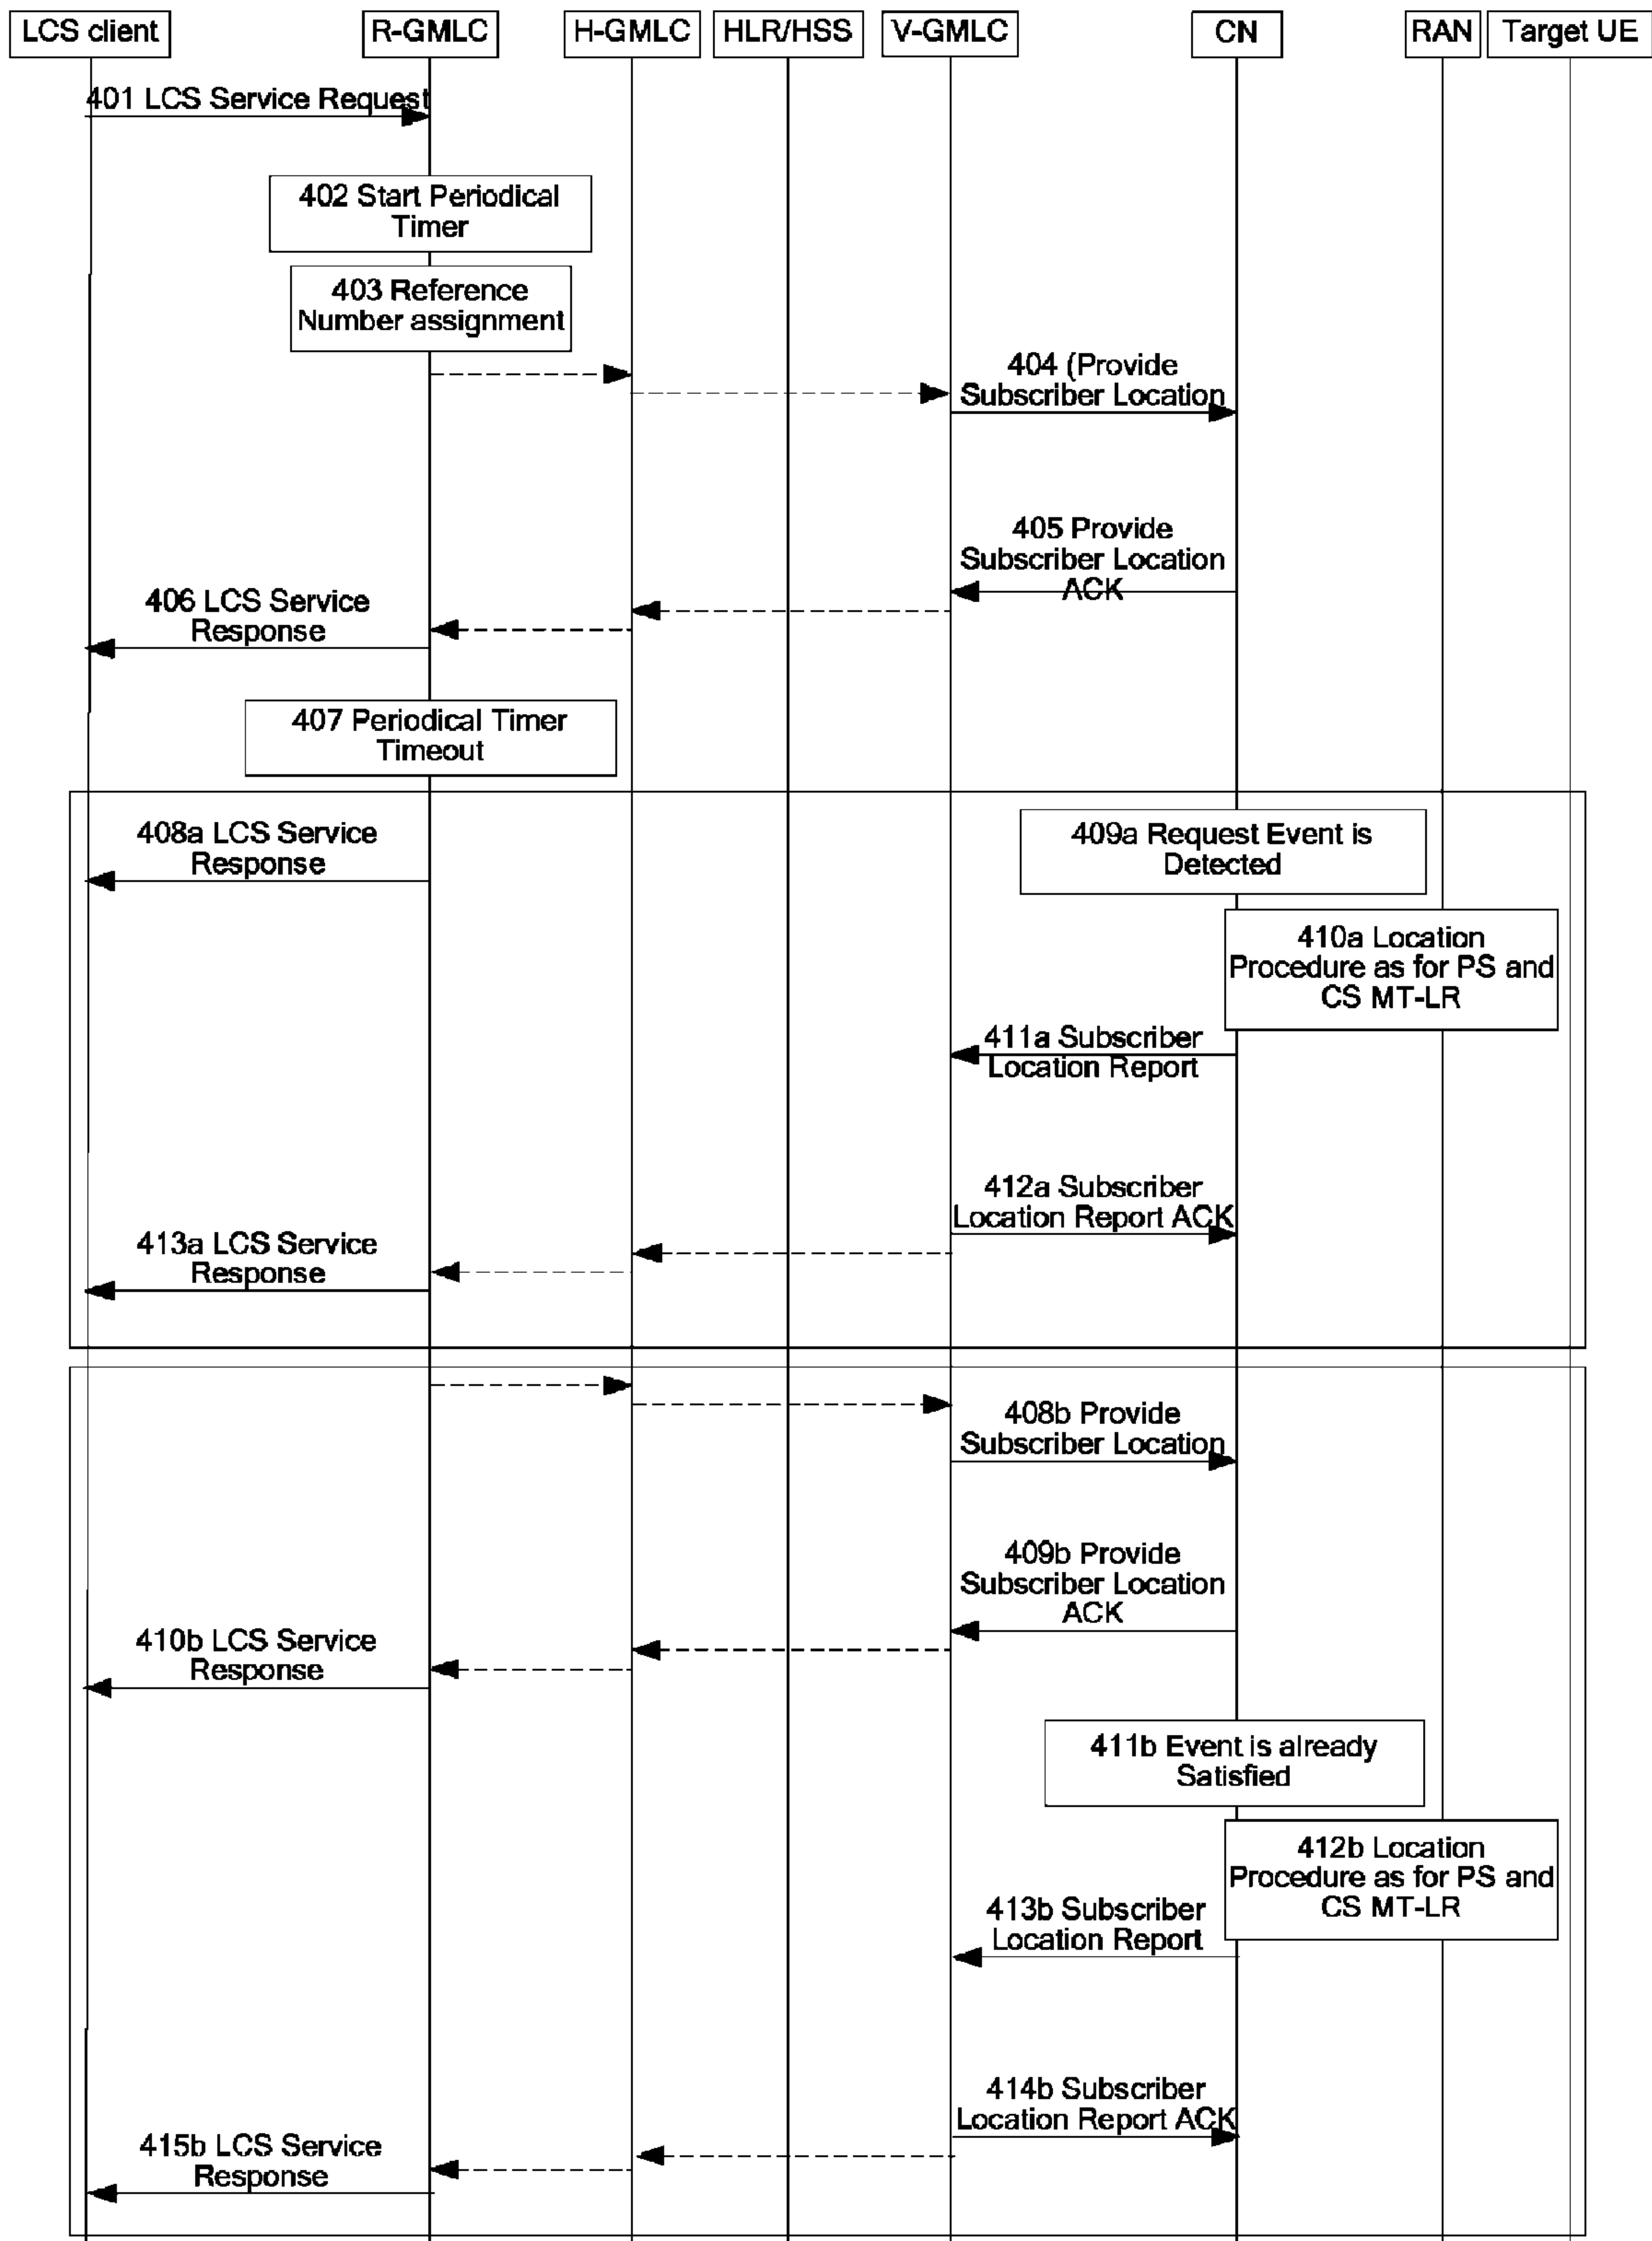 LCS client
R-GMLC
H-GMLC
HLR/HSS
V-GMLC
CN
RAN
Target UE
401 LCS Service Request
402 Start Periodical
Timer
403 Reference
Number assignment
404 (Provide
Subscriber Location
405 Provide
Subscriber Location
ACK
406 LCS Service
Response
407 Periodical Timer
Timeout
408a LCS Service
Response
409a Request Event is
Detected
410a Location
Procedure as for PS and
CS MT-LR
411a Subscriber
Location Report
412a Subscriber
Location Report ACK
413a LCS Service
Response
408b Provide
Subscriber Location
409b Provide
Subscriber Location
ACK
410b LCS Service
Response
411b Event is already
Satisfied
412b Location
Procedure as for PS and
CS MT-LR
413b Subscriber
Location Report
414b Subscriber
Location Report ACK
415b LCS Service
Response